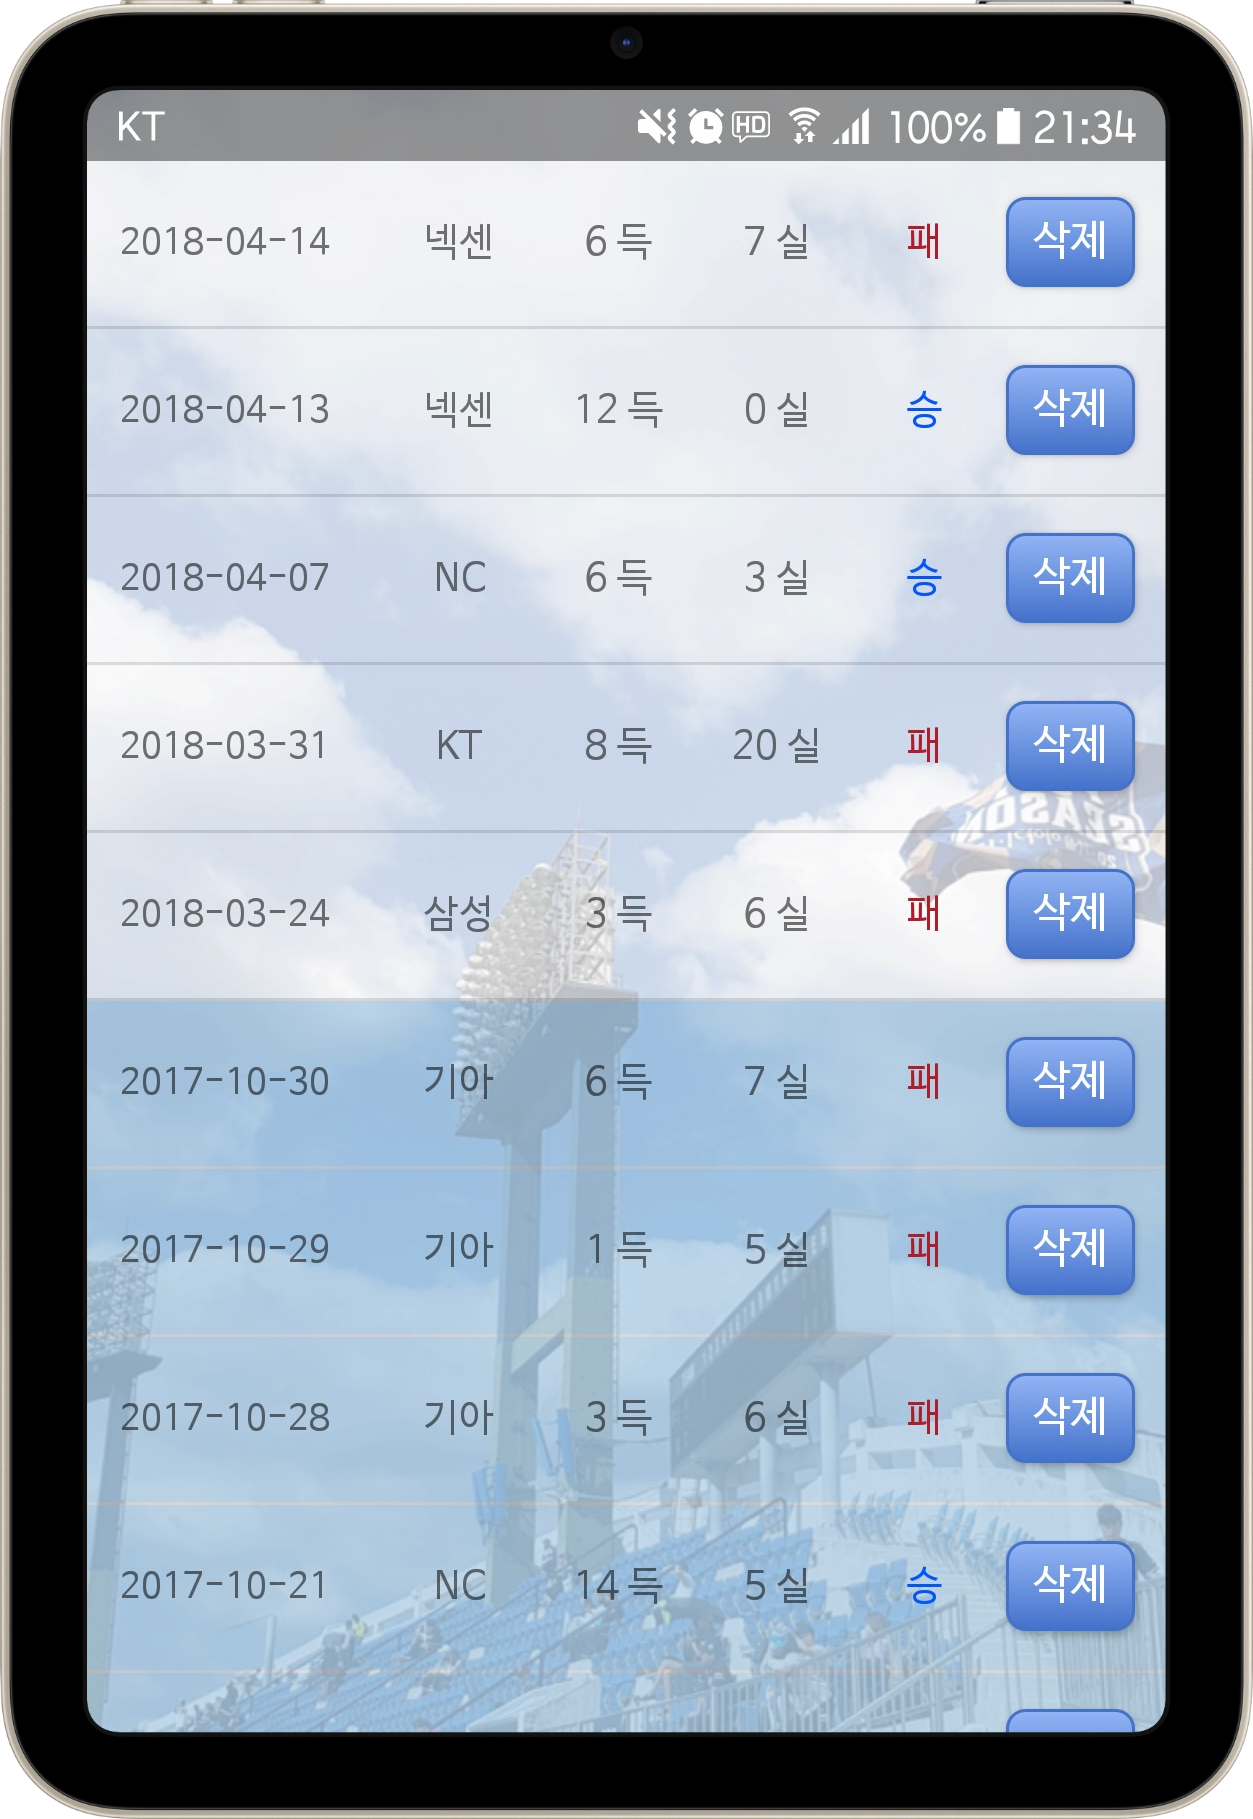 KT HD 100% 21:34
2018-04-14 넥센 6 득 7 실 패 삭제
2018-04-13 넥센 12 득 0 실 승 삭제
2018-04-07 NC 6 득 3 실 승 삭제
2018-03-31 KT 8 득 20 실 패 삭제
SEASON
20
2018-03-24 삼성 3 득 6 실 패 삭제
2017-10-30 기아 6 득 7 실 패 삭제
2017-10-29 기아 1 득 5 실 패 삭제
2017-10-28 기아 3 득 6 실 패 삭제
2017-10-21 NC 14 득 5 실 승 삭제